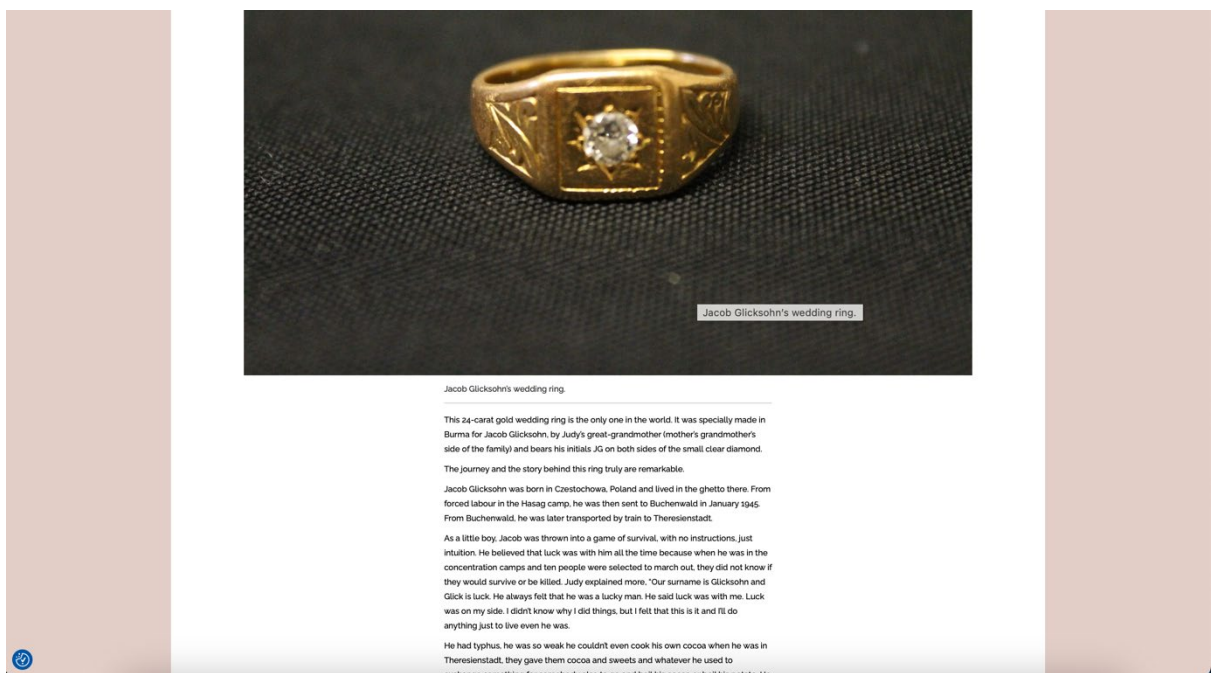 Jacob Glicksohn's wedding ring.
Jacob Glicksohn's wedding ring.
This 24-carat gold wedding ring is the only one in the world. It was specially made in
Burma for Jacob Glicksohn, by Judy's great-grandmother (mother's grandmother's
side of the family) and bears his initials JG on both sides of the small clear diamond.
The journey and the story behind this ring truly are remarkable.
Jacob Glicksohn was born in Czestochowa, Poland and lived in the ghetto there. From
forced labour in the Hasag camp, he was then sent to Buchenwald in January 1945.
From Buchenwald, he was later transported by train to Theresienstadt.
As a little boy, Jacob was thrown into a game of survival, with no instructions, just
intuition. He believed that luck was with him all the time because when he was in the
concentration camps and ten people were selected to march out, they did not know if
they would survive or be killed. Judy explained more, "Our surname is Glicksohn and
Glick is luck. He always felt that he was a lucky man. He said luck was with me. Luck
was on my side. I didn't know why I did things, but I felt that this is it and I'll do
anything just to live even he was.
He had typhus, he was so weak he couldn't even cook his own cocoa when he was in
Theresienstadt, they gave them cocoa and sweets and whatever he used to